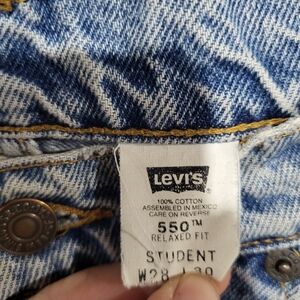 Levi's
100% COTTON
ASSEMBLED IN MEXICO
CARE ON REVERSE
550™
RELAXED FIT
STUDENT
W28 L30